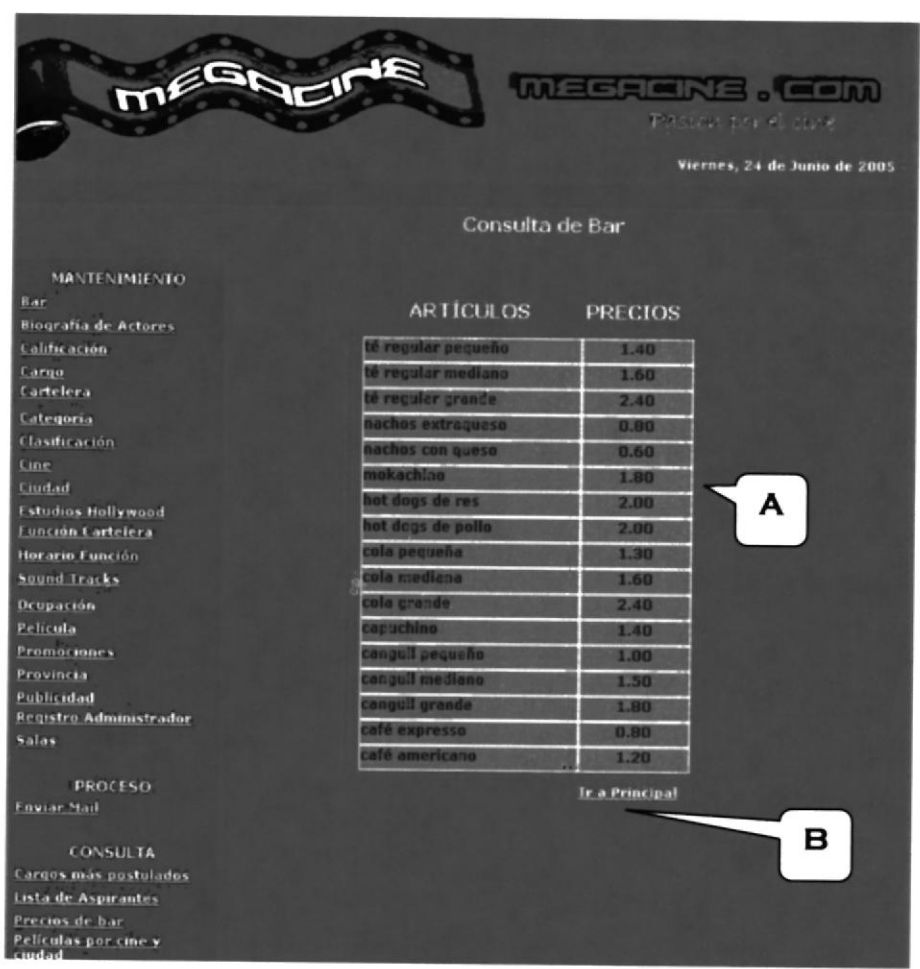 MEGACINE
MEGACINE.COM
Pasión por el cine
Viernes, 24 de Junio de 2005
Consulta de Bar
MANTENIMIENTO
Bar
Biografía de Actores
Calificación
Cargo
Cartelera
Categoría
Clasificación
Cine
Ciudad
Estudios Hollywood
Función Cartelera
Horario Función
Sound Tracks
Ocupación
Película
Promociones
Provincia
Publicidad
Registro Administrador
Salas
PROCESO
Enviar Mail
CONSULTA
Cargos más postulados
Lista de Aspirantes
Precios de bar
Películas por cine y
ciudad
ARTÍCULOS PRECIOS
té regular pequeño 1.40
té regular mediano 1.60
té regular grande 2.40
nachos extraqueso 0.80
nachos con queso 0.60
mokachino 1.80
hot dogs de res 2.00
hot dogs de pollo 2.00
cola pequeña 1.30
cola mediana 1.60
cola grande 2.40
capuchino 1.40
canguil pequeño 1.00
canguil mediano 1.50
canguil grande 1.80
café expresso 0.80
café americano 1.20
Ir a Principal
A
B